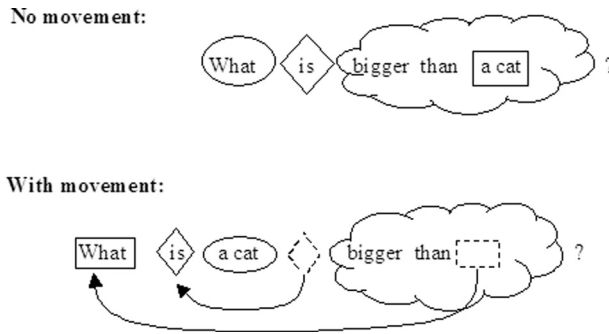 No movement:
What is bigger than a cat ?
With movement:
What is a cat bigger than ?